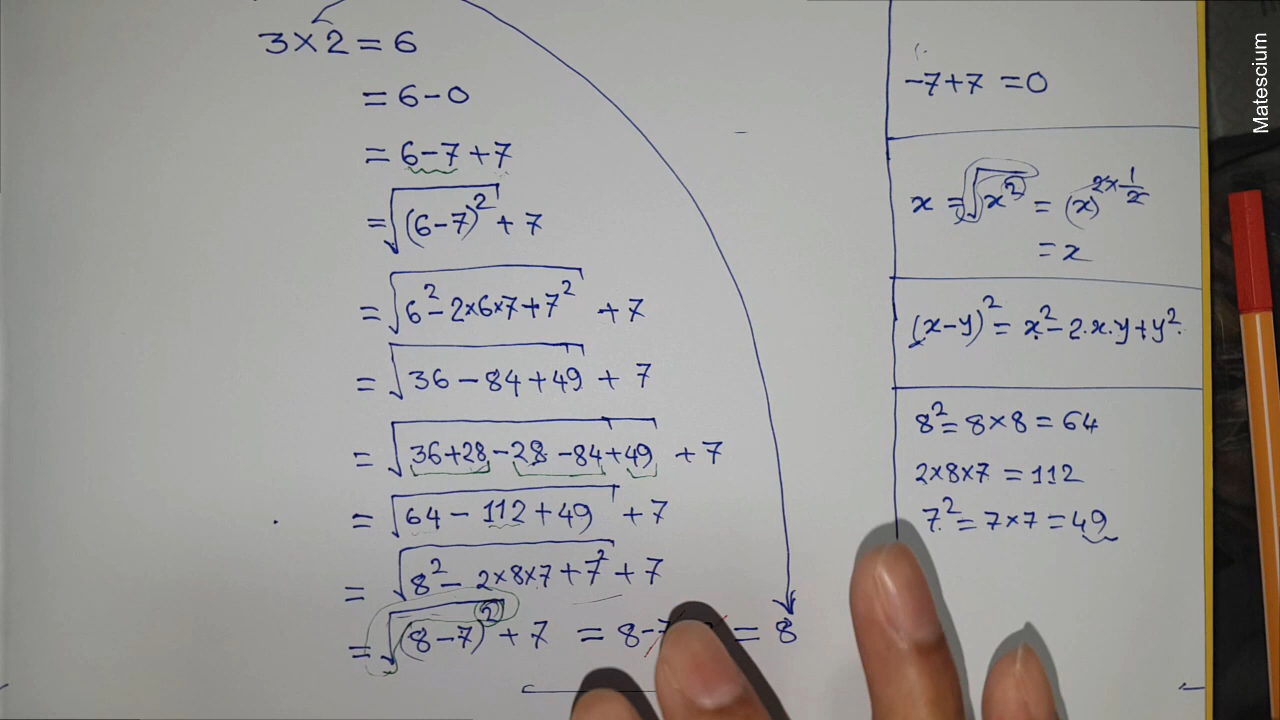 3×2 = 6
= 6-0
= 6-7+7
= √(6-7)² + 7
= √6² - 2×6×7+7² + 7
= √36 - 84+49 + 7
= √36+28-28-84+49 + 7
= √64 - 112+49 + 7
= √8² - 2×8×7+7² + 7
= √(8-7)² + 7 = 8-7 = 8
-7+7 = 0
x = √x² = (x)^2×1/2
= x
(x-y)² = x² - 2.x.y+y².
8² = 8×8 = 64
2×8×7 = 112
7² = 7×7 = 49
Matescium